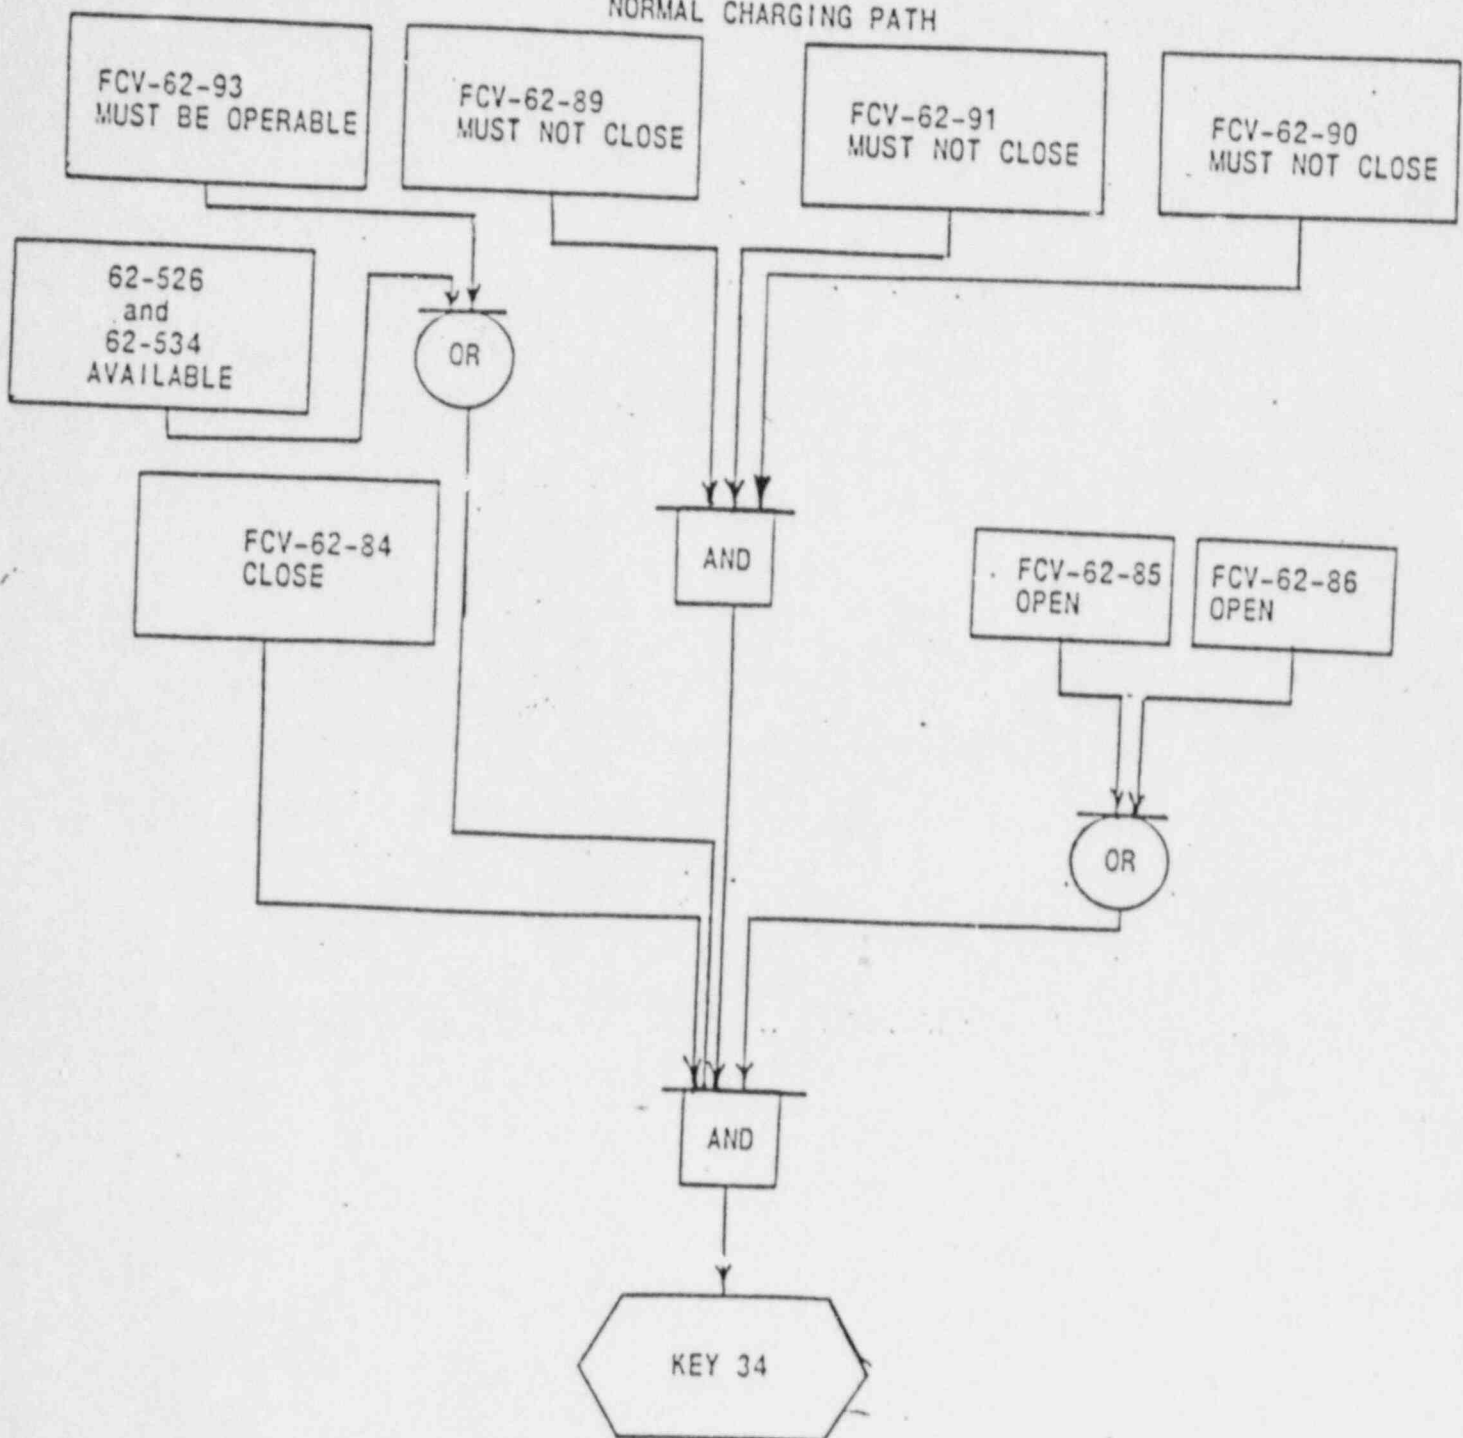 NORMAL CHARGING PATH
FCV-62-93
MUST BE OPERABLE
FCV-62-89
MUST NOT CLOSE
FCV-62-91
MUST NOT CLOSE
FCV-62-90
MUST NOT CLOSE
62-526
and
62-534
AVAILABLE
OR
FCV-62-84
CLOSE
AND
FCV-62-85
OPEN
FCV-62-86
OPEN
OR
AND
KEY 34